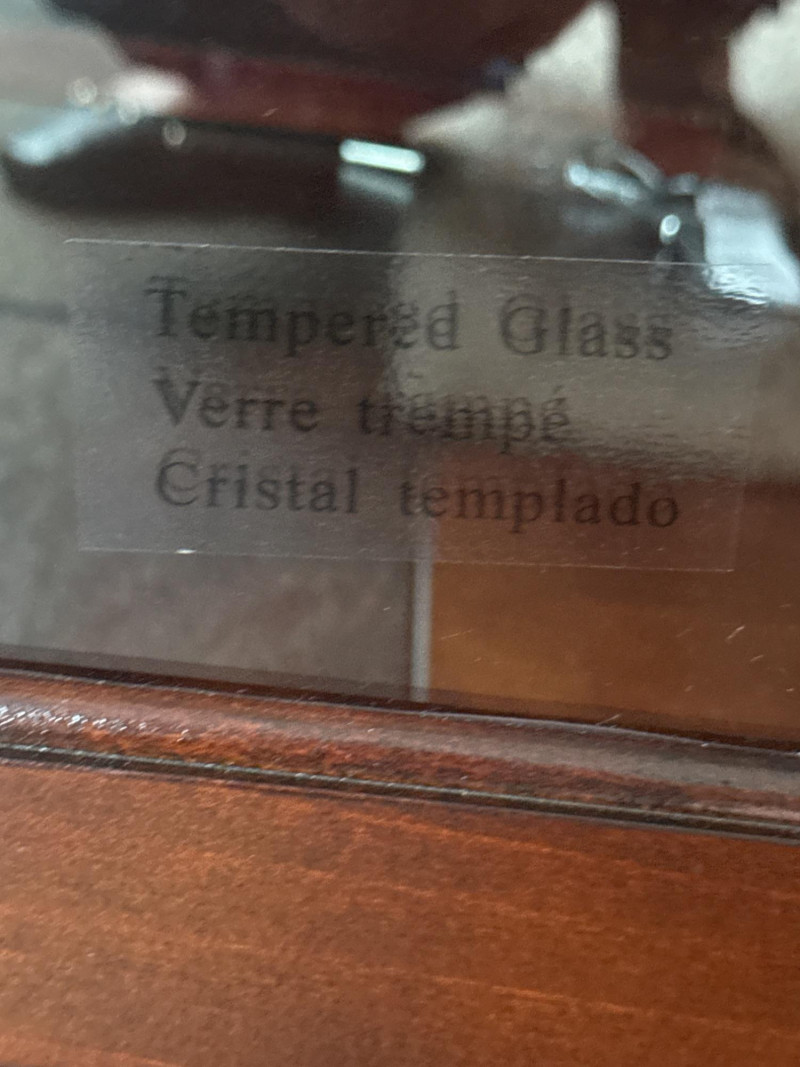 Tempered Glass
Verre trempé
Cristal templado